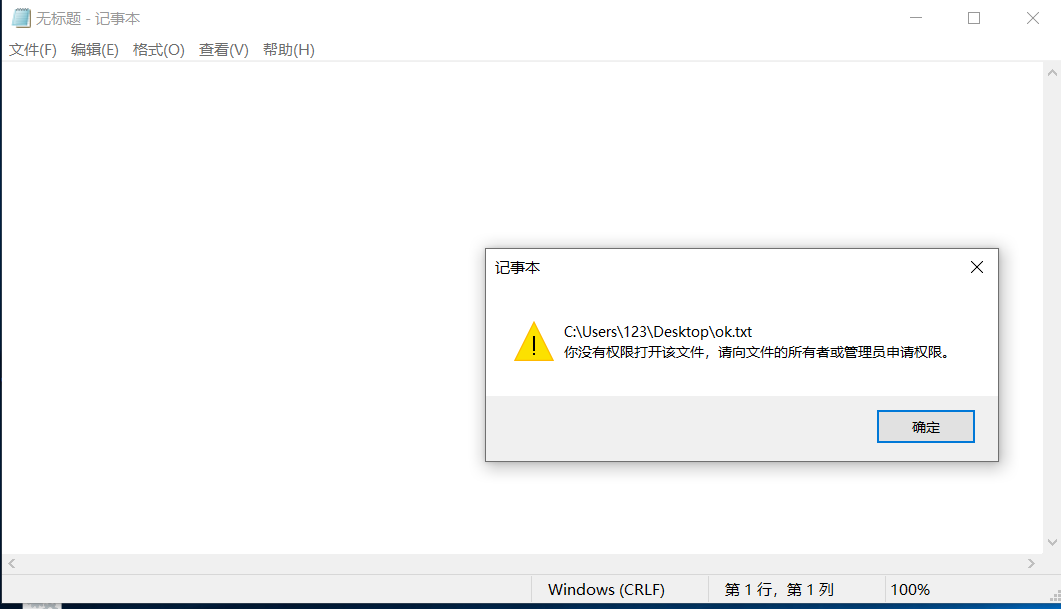 无标题 - 记事本
文件(F) 编辑(E) 格式(O) 查看(V) 帮助(H)
记事本
C:\Users\123\Desktop\ok.txt
你没有权限打开该文件，请向文件的所有者或管理员申请权限。
确定
Windows (CRLF) 第 1 行，第 1 列 100%